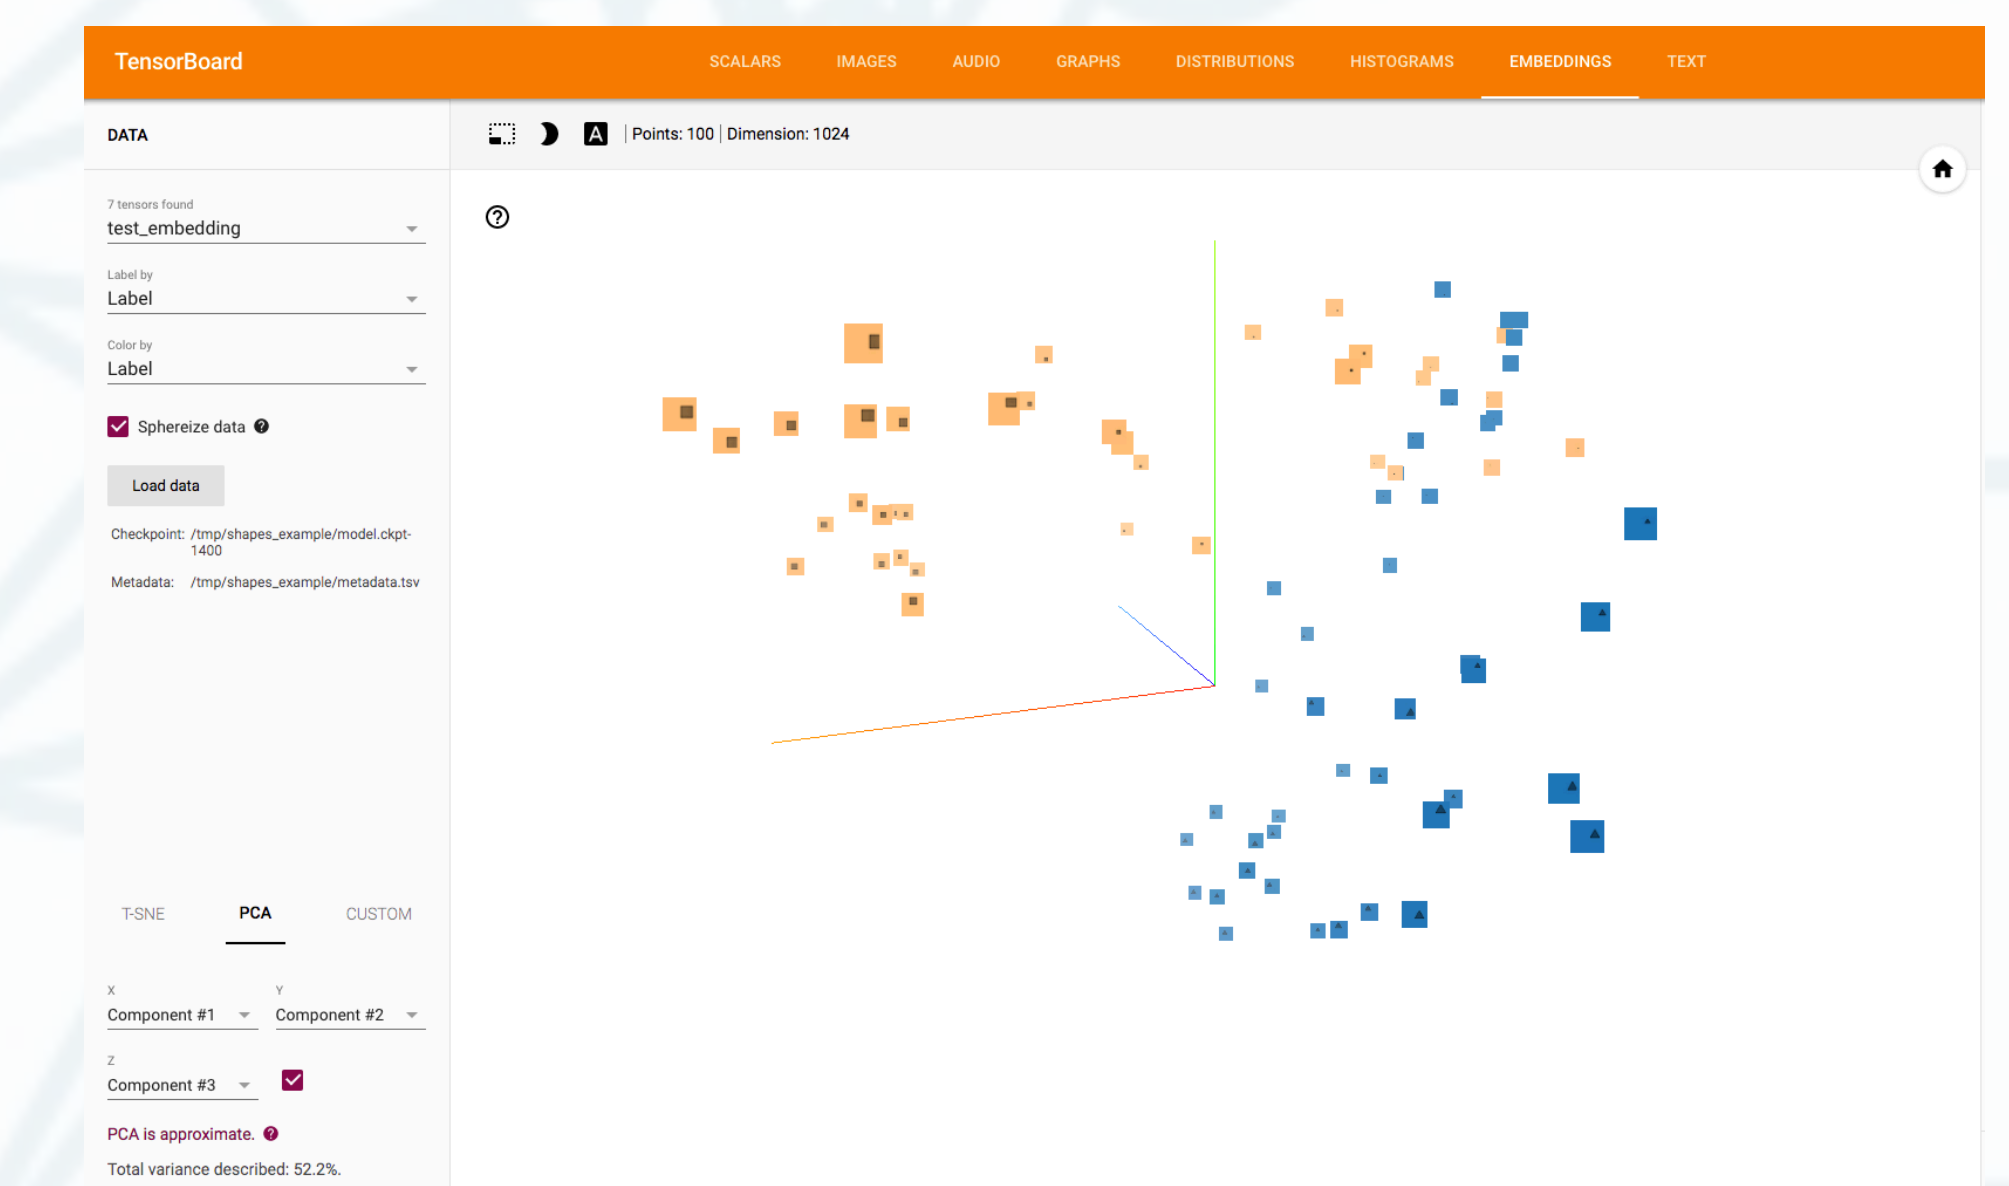 TensorBoard
SCALARS IMAGES AUDIO GRAPHS DISTRIBUTIONS HISTOGRAMS EMBEDDINGS TEXT
DATA
A Points: 100 Dimension: 1024
7 tensors found
test_embedding
Label by
Label
Color by
Label
Sphereize data ?
Load data
Checkpoint: /tmp/shapes_example/model.ckpt-
1400
Metadata: /tmp/shapes_example/metadata.tsv
?
T-SNE PCA CUSTOM
X Y
Component #1 Component #2
Z
Component #3
PCA is approximate. ?
Total variance described: 52.2%.